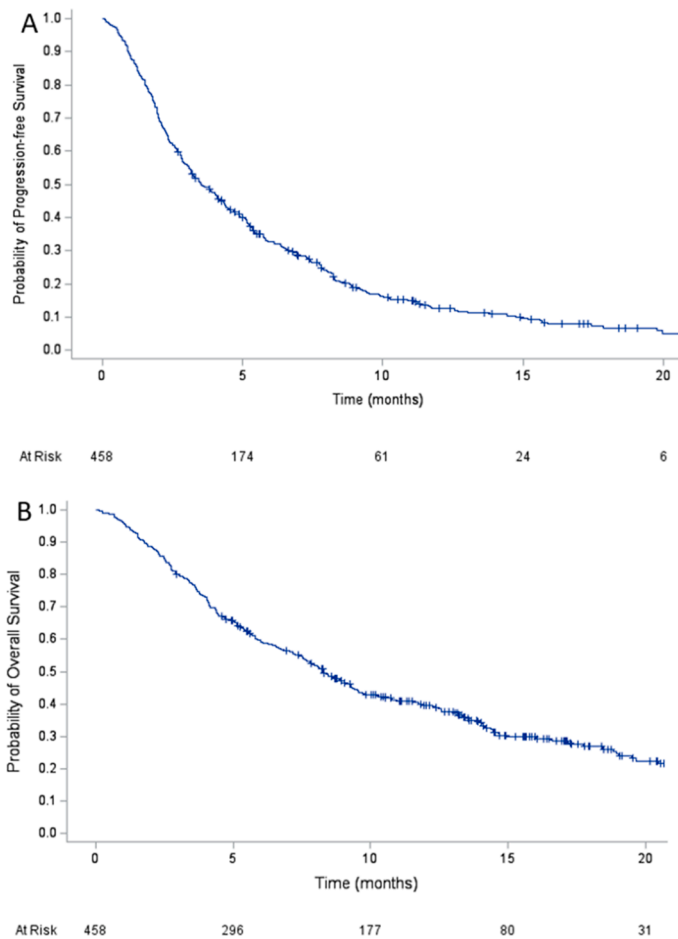 A
Probability of Progression-free Survival
1.0
0.9
0.8
0.7
0.6
0.5
0.4
0.3
0.2
0.1
0.0
0 5 10 15 20
Time (months)
At Risk 458 174 61 24 6
B
Probability of Overall Survival
1.0
0.9
0.8
0.7
0.6
0.5
0.4
0.3
0.2
0.1
0.0
0 5 10 15 20
Time (months)
At Risk 458 296 177 80 31